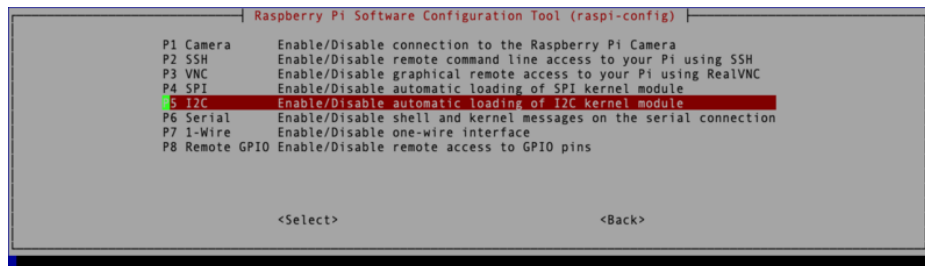 Raspberry Pi Software Configuration Tool (raspi-config)
P1 Camera Enable/Disable connection to the Raspberry Pi Camera
P2 SSH Enable/Disable remote command line access to your Pi using SSH
P3 VNC Enable/Disable graphical remote access to your Pi using RealVNC
P4 SPI Enable/Disable automatic loading of SPI kernel module
P5 I2C Enable/Disable automatic loading of I2C kernel module
P6 Serial Enable/Disable shell and kernel messages on the serial connection
P7 1-Wire Enable/Disable one-wire interface
P8 Remote GPIO Enable/Disable remote access to GPIO pins
<Select> <Back>